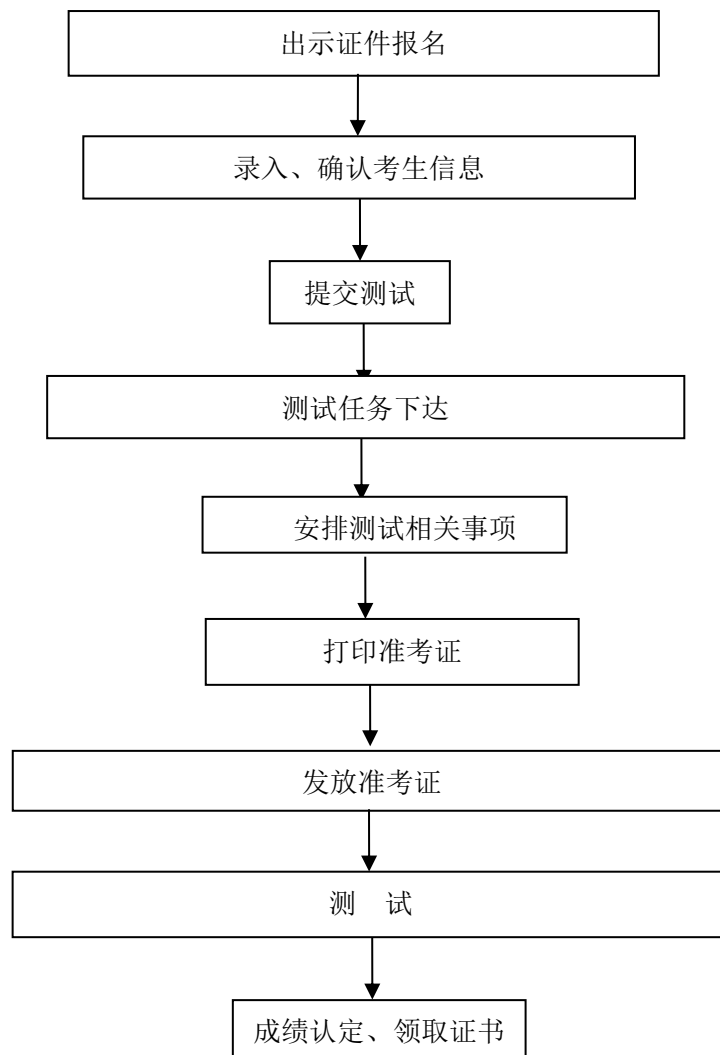 出示证件报名
录入、确认考生信息
提交测试
测试任务下达
安排测试相关事项
打印准考证
发放准考证
测　试
成绩认定、领取证书